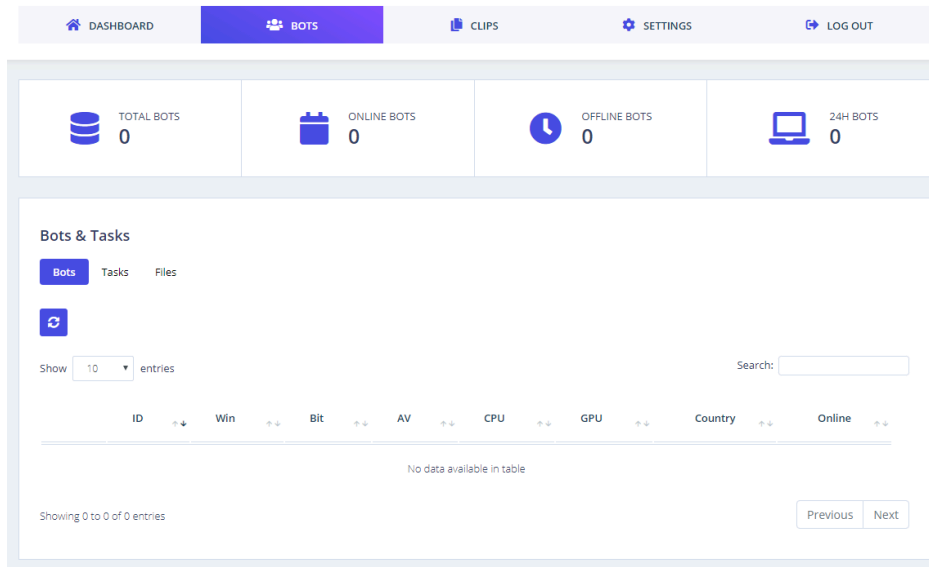 DASHBOARD BOTS CLIPS SETTINGS LOG OUT
TOTAL BOTS ONLINE BOTS OFFLINE BOTS 24H BOTS
0 0 0 0
Bots & Tasks
Bots Tasks Files
Show 10 entries Search:
ID Win Bit AV CPU GPU Country Online
No data available in table
Showing 0 to 0 of 0 entries Previous Next